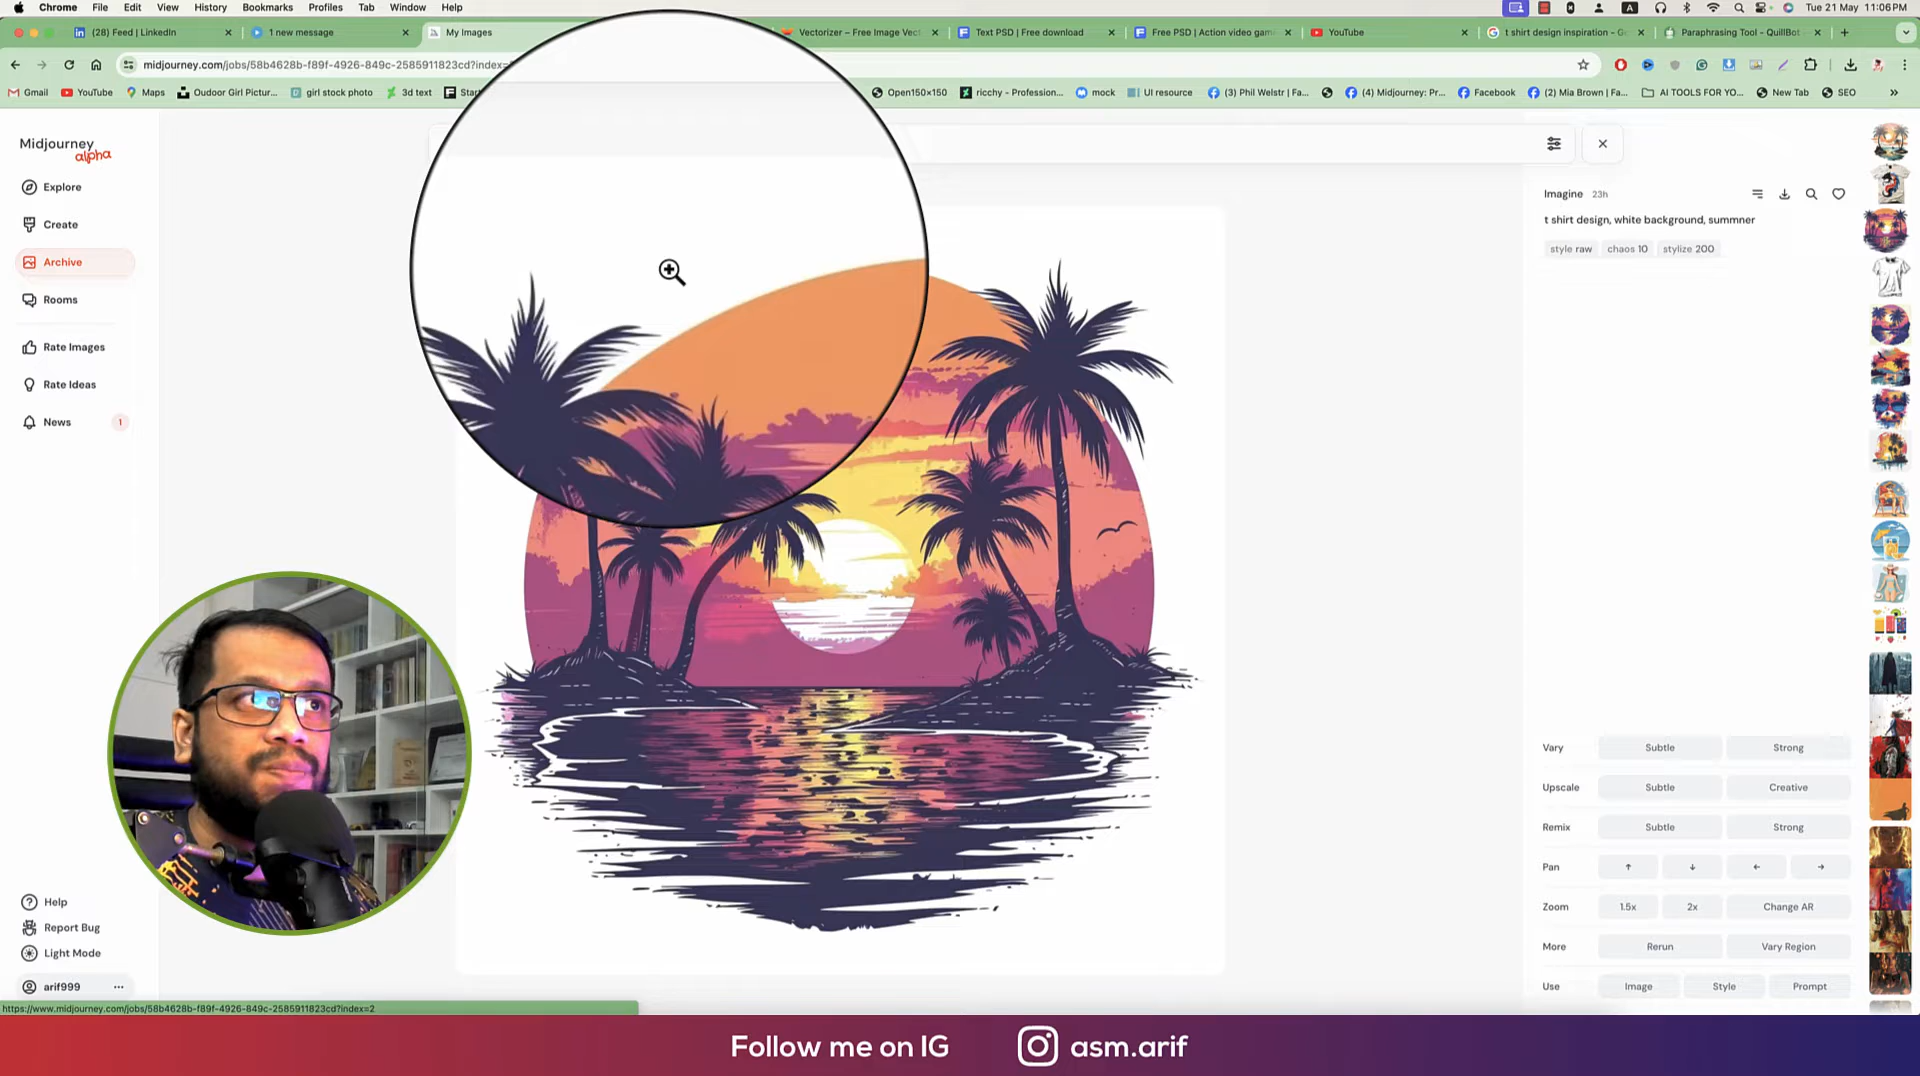 Chrome File Edit View History Bookmarks Profiles Tab Window Help A Tue 21 May 11:06PM
(28) Feed | LinkedIn 1 new message My Images Vectorizer – Free Image Vect Text PSD | Free download Free PSD | Action video gam YouTube t shirt design inspiration - G Paraphrasing Tool - QuillBot
midjourney.com/jobs/58b4628b-f89f-4926-849c-2585911823cd?index=
Gmail YouTube Maps Oudoor Girl Pictur... girl stock photo 3d text Open150×150 ricchy - Profession... mock UI resource (3) Phil Welstr | Fa... (4) Midjourney: Pr... Facebook (2) Mia Brown | Fa... AI TOOLS FOR YO... New Tab SEO
Midjourney
alpha
Explore
Create
Archive
Rooms
Rate Images
Rate Ideas
News 1
Help
Report Bug
Light Mode
arif999
Imagine 23h
t shirt design, white background, summner
style raw chaos 10 stylize 200
Vary Subtle Strong
Upscale Subtle Creative
Remix Subtle Strong
Pan
Zoom 1.5x 2x Change AR
More Rerun Vary Region
Use Image Style Prompt
https://www.midjourney.com/jobs/58b4628b-f89f-4926-849c-2585911823cd?index=2
Follow me on IG asm.arif